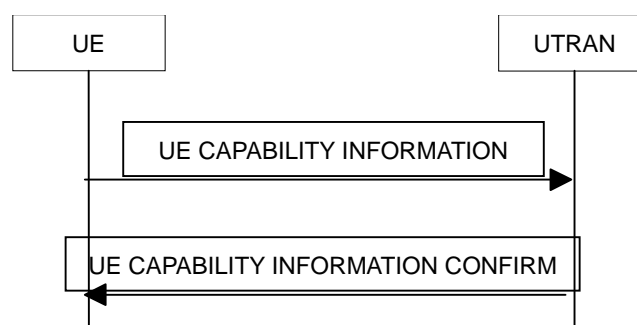 UE
UTRAN
UE CAPABILITY INFORMATION
UE CAPABILITY INFORMATION CONFIRM